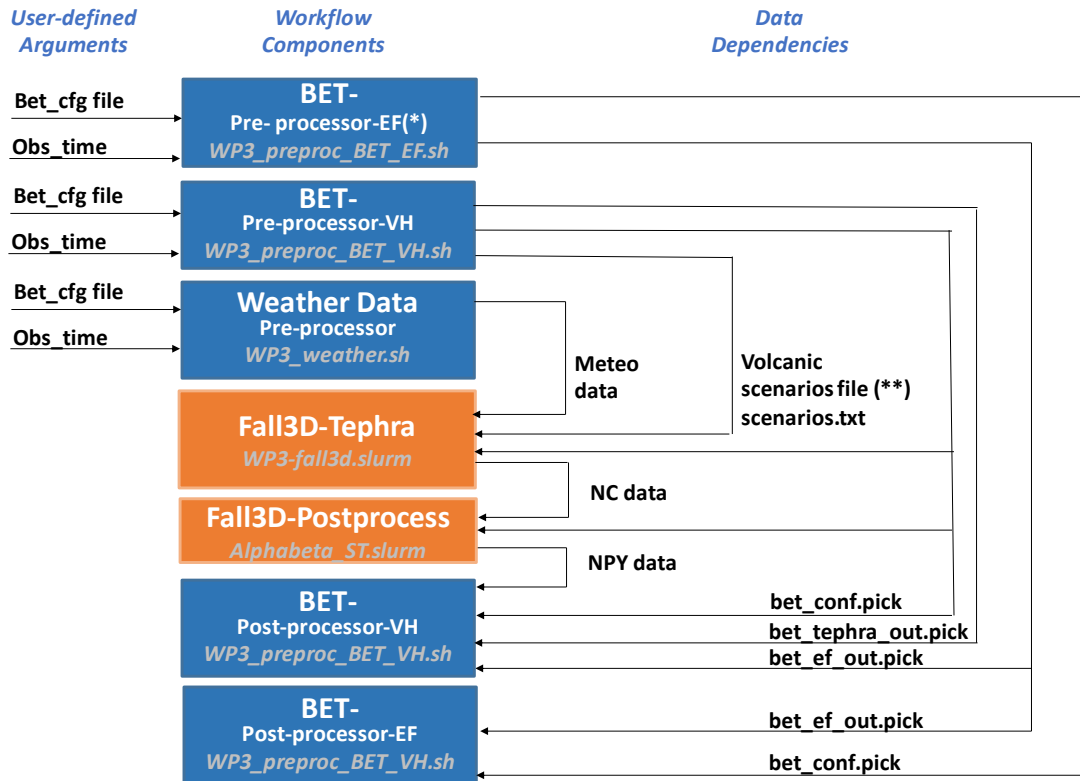 User-defined
Arguments
Workflow
Components
Data
Dependencies
Bet_cfg file
Obs_time
BET-
Pre- processor-EF(*)
WP3_preproc_BET_EF.sh
Bet_cfg file
Obs_time
BET-
Pre-processor-VH
WP3_preproc_BET_VH.sh
Bet_cfg file
Obs_time
Weather Data
Pre-processor
WP3_weather.sh
Meteo
data
Volcanic
scenarios file (**)
scenarios.txt
Fall3D-Tephra
WP3-fall3d.slurm
NC data
Fall3D-Postprocess
Alphabeta_ST.slurm
NPY data
BET-
Post-processor-VH
WP3_preproc_BET_VH.sh
bet_conf.pick
bet_tephra_out.pick
bet_ef_out.pick
BET-
Post-processor-EF
WP3_preproc_BET_VH.sh
bet_ef_out.pick
bet_conf.pick